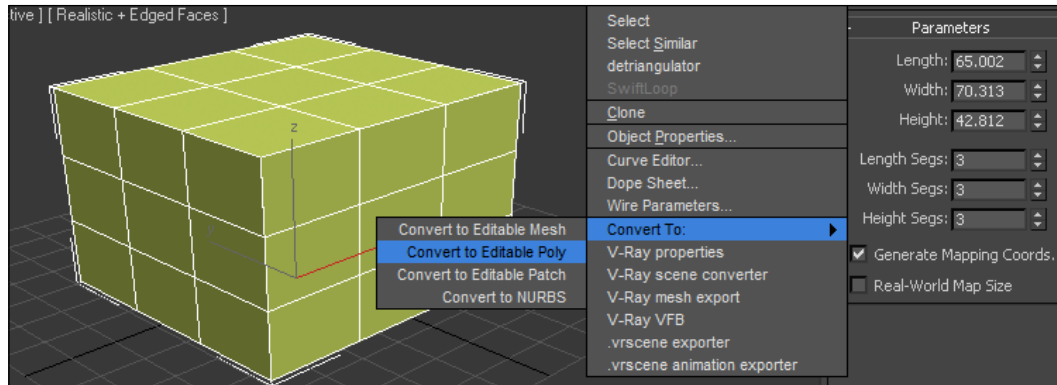 tive ] [ Realistic + Edged Faces ]
z
y
Select
Select Similar
detriangulator
SwiftLoop
Clone
Object Properties...
Curve Editor...
Dope Sheet...
Wire Parameters...
Convert To:
V-Ray properties
V-Ray scene converter
V-Ray mesh export
V-Ray VFB
.vrscene exporter
.vrscene animation exporter
Convert to Editable Mesh
Convert to Editable Poly
Convert to Editable Patch
Convert to NURBS
- Parameters
Length: 65.002
Width: 70.313
Height: 42.812
Length Segs: 3
Width Segs: 3
Height Segs: 3
Generate Mapping Coords.
Real-World Map Size